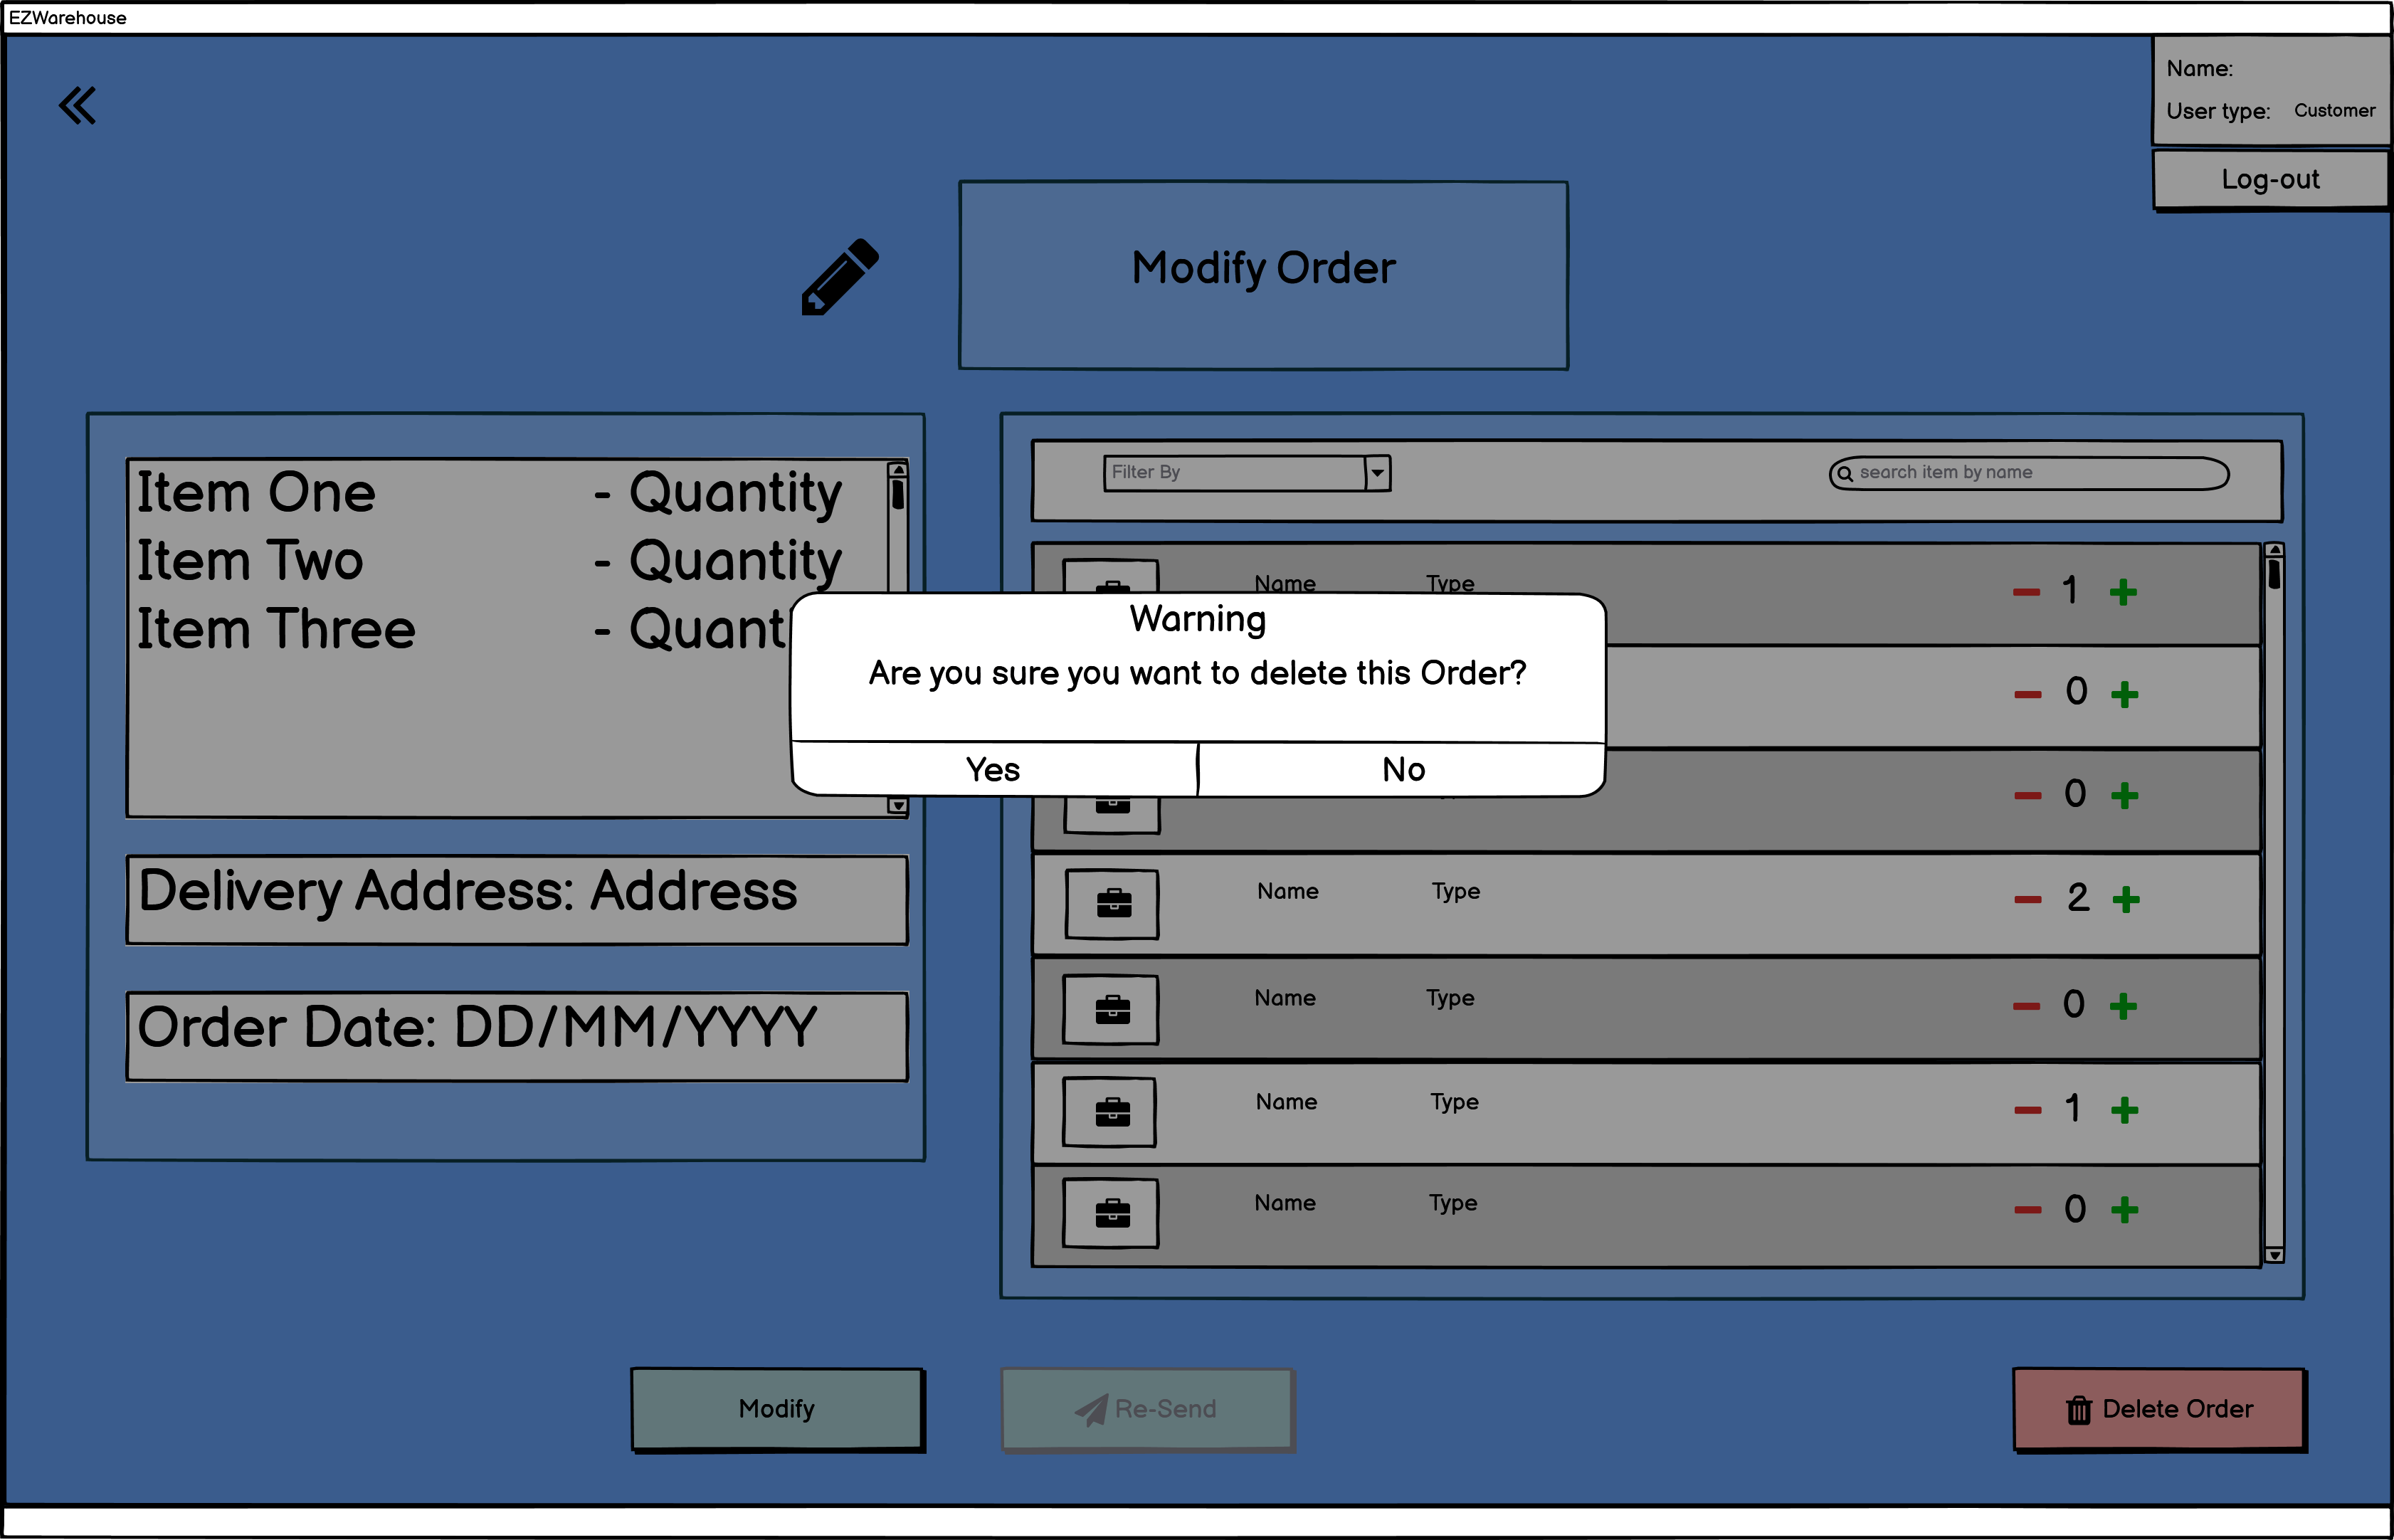 EZWarehouse
Name:
User type: Customer
Log-out
Modify Order
Item One - Quantity
Item Two - Quantity
Item Three - Quant
Delivery Address: Address
Order Date: DD/MM/YYYY
Filter By
search item by name
Name Type 1
0
0
Name Type 2
Name Type 0
Name Type 1
Name Type 0
Warning
Are you sure you want to delete this Order?
Yes No
Modify
Re-Send
Delete Order